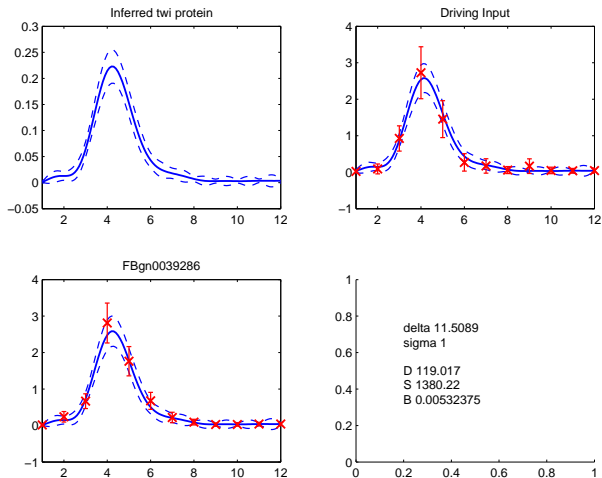 Inferred twi protein
0.3
0.25
0.2
0.15
0.1
0.05
0
−0.05
2 4 6 8 10 12
Driving Input
4
3
2
1
0
−1
2 4 6 8 10 12
FBgn0039286
4
3
2
1
0
−1
2 4 6 8 10 12
1
0.8
0.6
0.4
0.2
0
0 0.2 0.4 0.6 0.8 1
delta 11.5089
sigma 1
D 119.017
S 1380.22
B 0.00532375